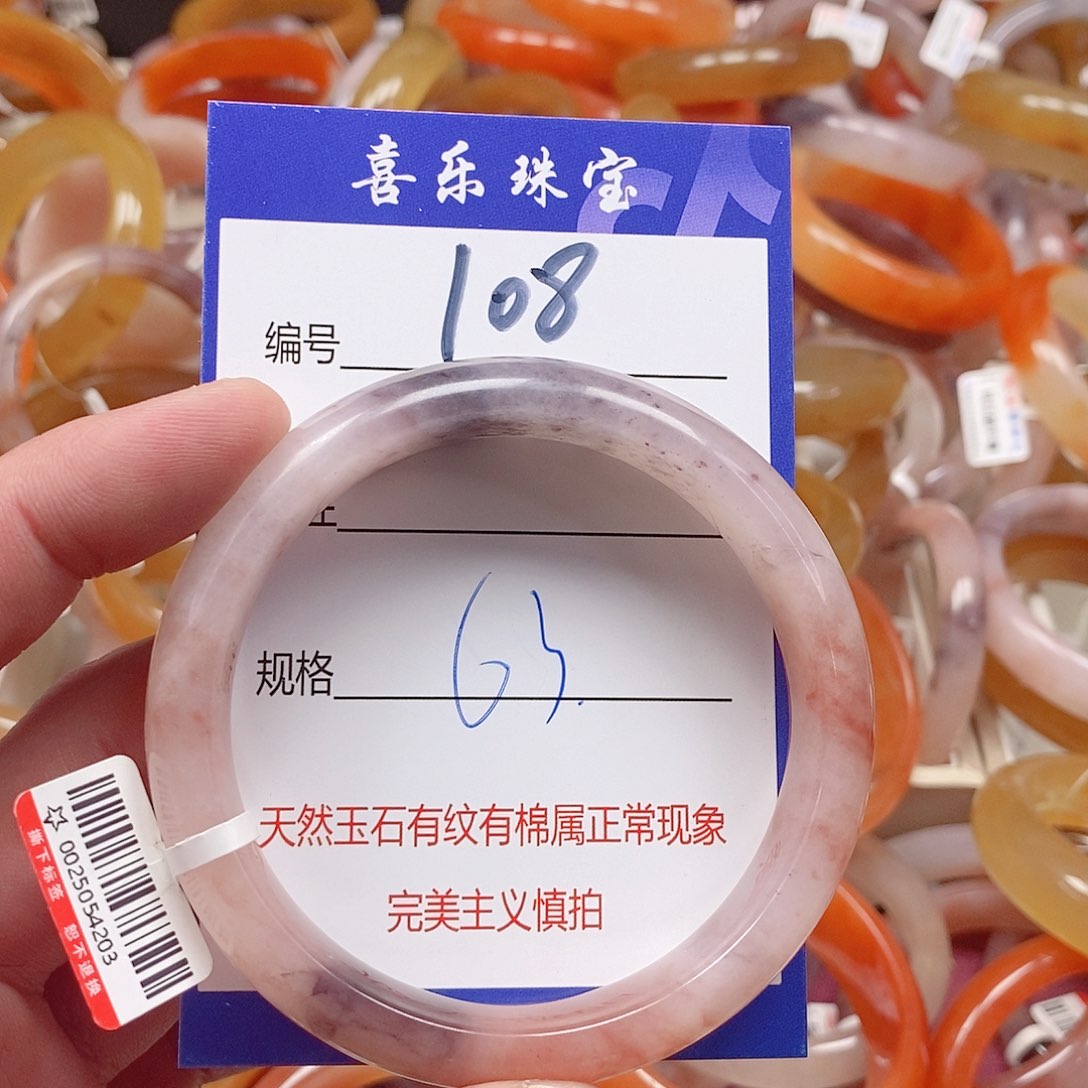 喜乐珠宝
编号 108
注
规格 63.
天然玉石有纹有棉属正常现象
完美主义慎拍
0025054203
撕下标签 恕不退换